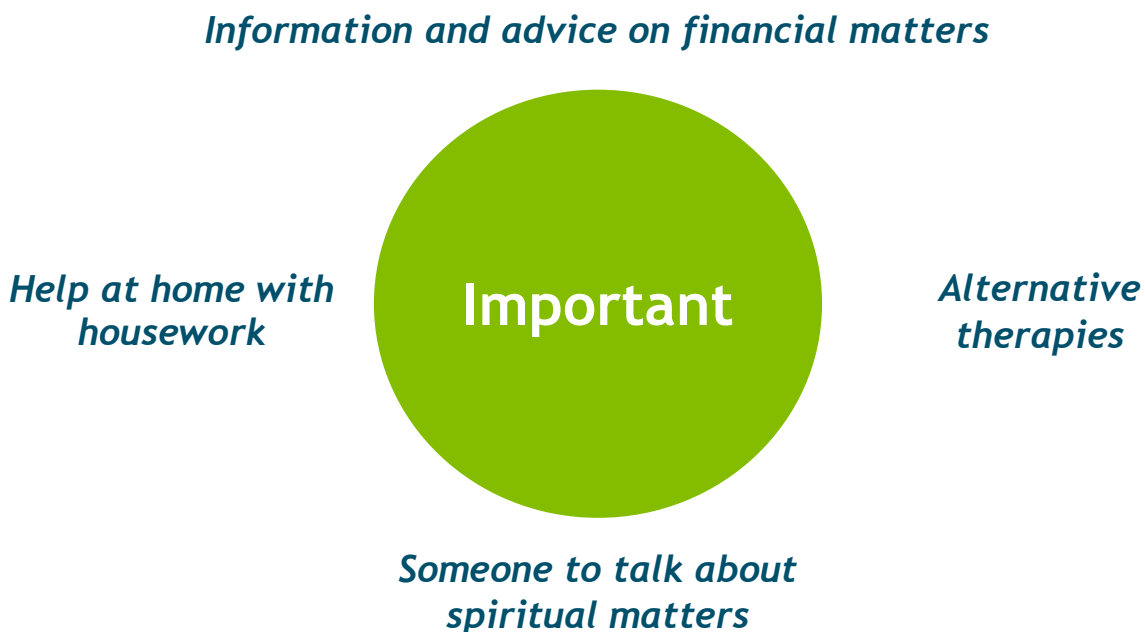 Information and advice on financial matters
Help at home with
housework
Important
Alternative
therapies
Someone to talk about
spiritual matters